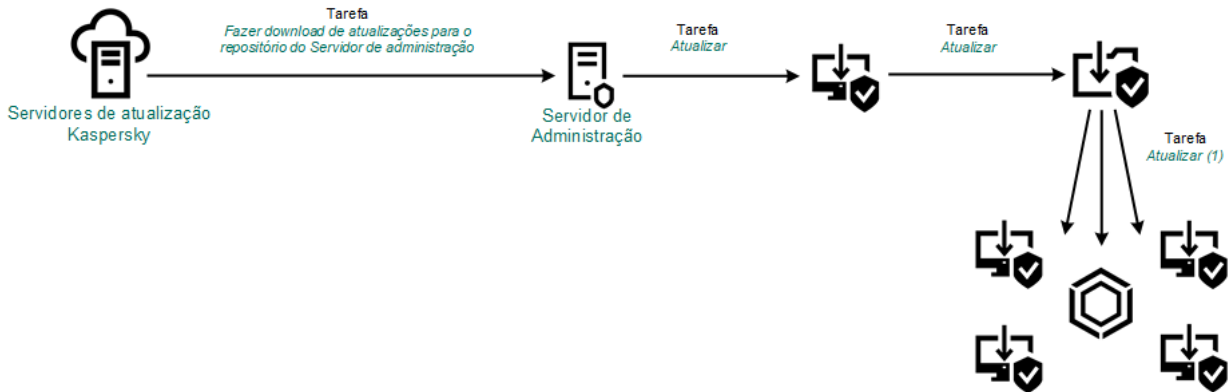 Tarefa
Fazer download de atualizações para o
repositório do Servidor de administração
Tarefa
Atualizar
Tarefa
Atualizar
Servidores de atualização
Kaspersky
Servidor de
Administração
Tarefa
Atualizar (1)